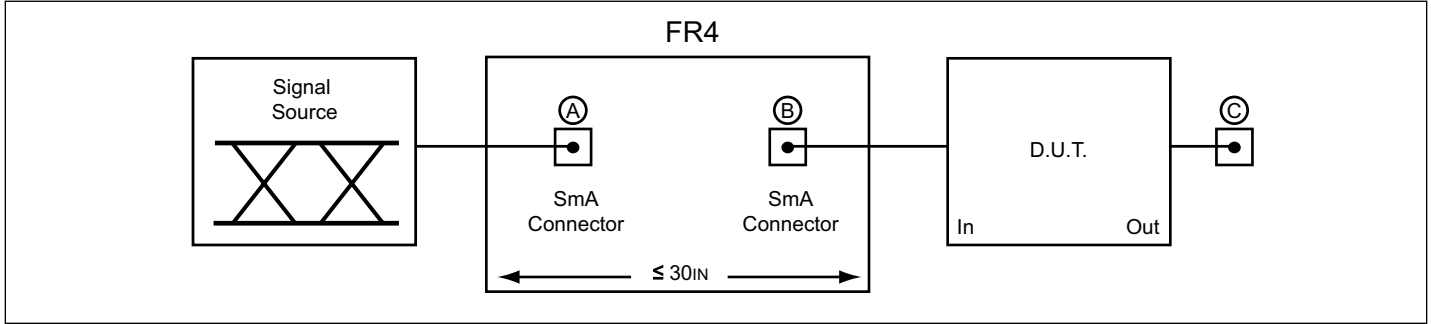 FR4
Signal
Source
A
B
C
D.U.T.
SmA
Connector
SmA
Connector
In
Out
≤ 30IN